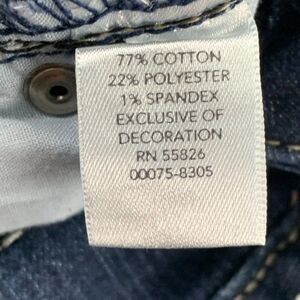 77% COTTON
22% POLYESTER
1% SPANDEX
EXCLUSIVE OF
DECORATION
RN 55826
00075-8305